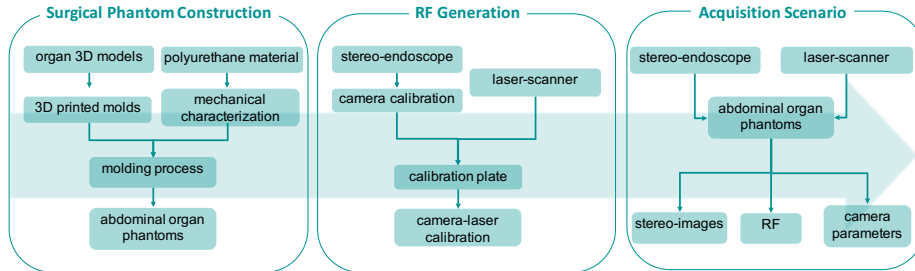 Surgical Phantom Construction
organ 3D models
polyurethane material
3D printed molds
mechanical
characterization
molding process
abdominal organ
phantoms
RF Generation
stereo-endoscope
laser-scanner
camera calibration
calibration plate
camera-laser
calibration
Acquisition Scenario
stereo-endoscope
laser-scanner
abdominal organ
phantoms
stereo-images
RF
camera
parameters